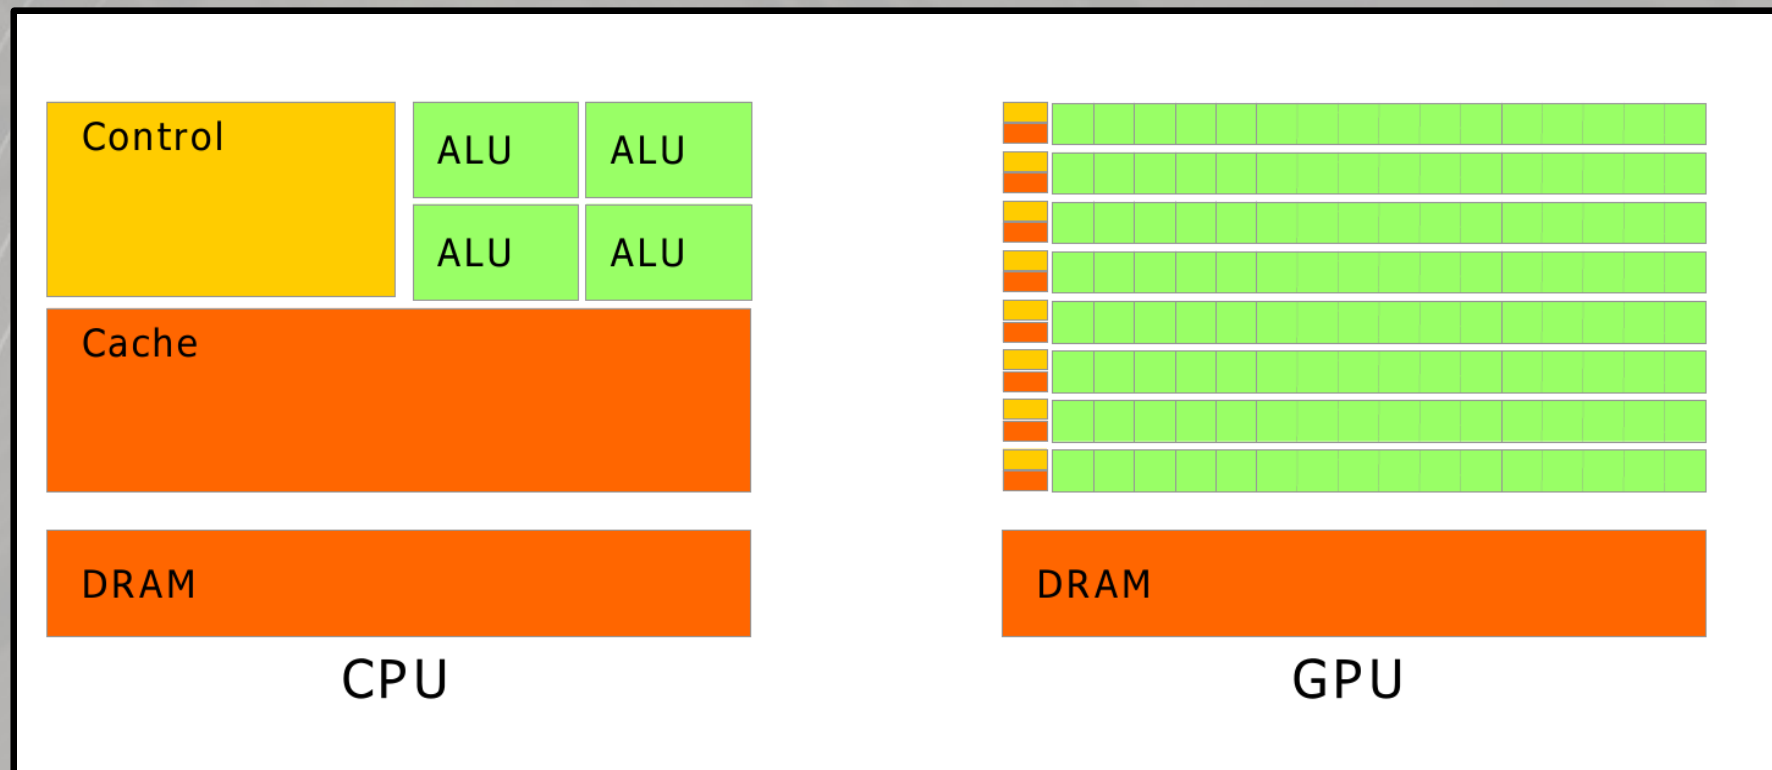 Control
ALU ALU
ALU ALU
Cache
DRAM
CPU
DRAM
GPU